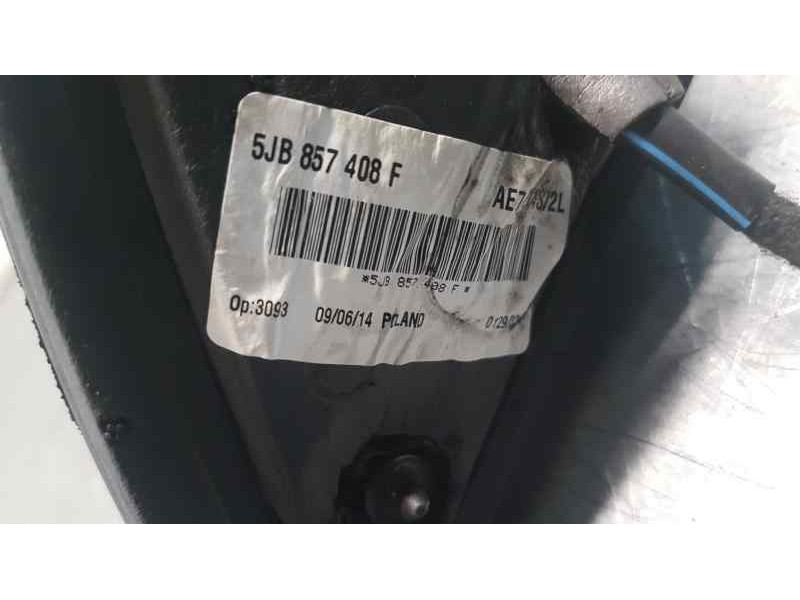 5JB 857 408 F
*5JB 857 408 F *
Op:3093 09/06/14 POLAND